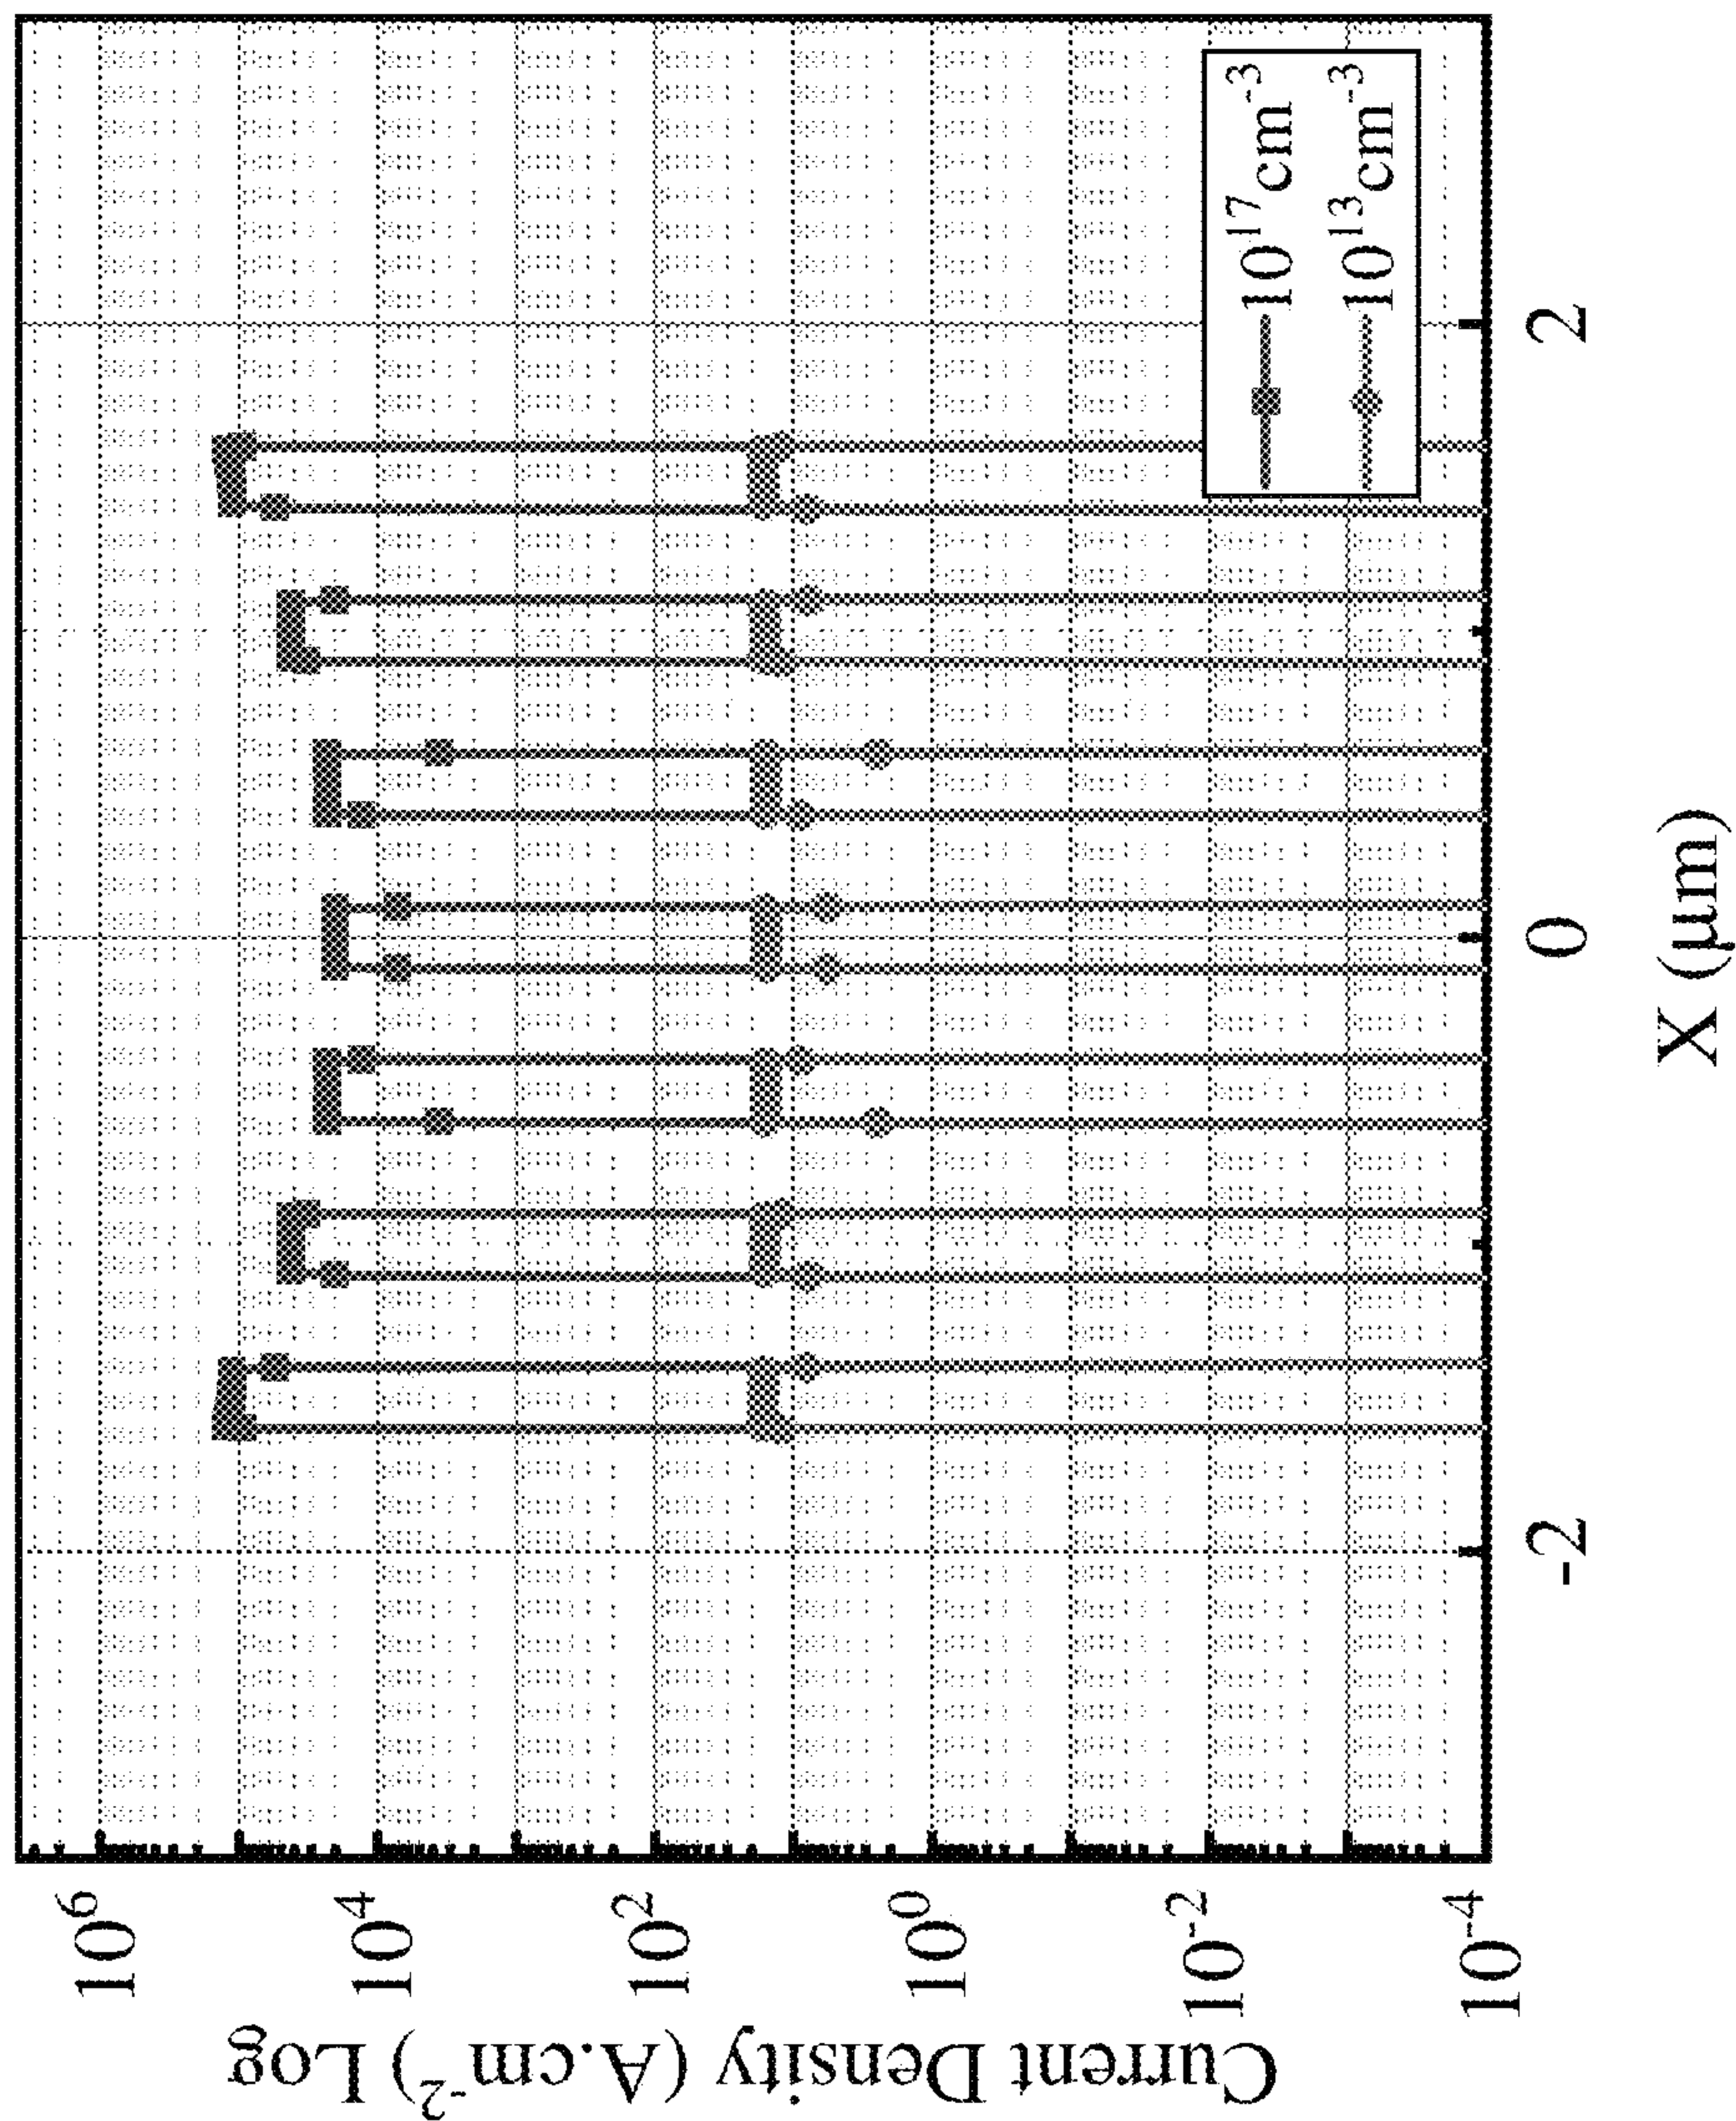 Current Density (A.cm⁻²) Log
10⁶
10⁴
10²
10⁰
10⁻²
10⁻⁴
10¹⁷cm⁻³
10¹³cm⁻³
-2
0
2
X (μm)